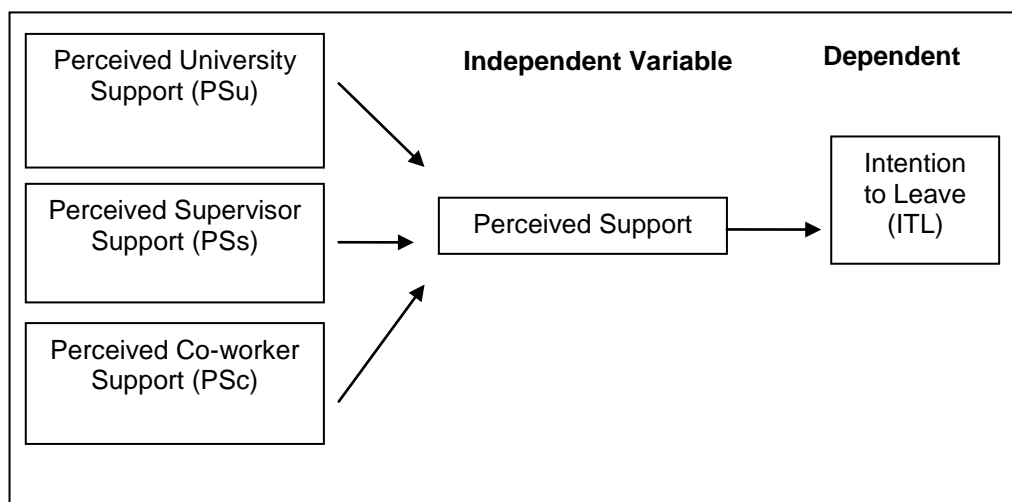 Perceived University
Support (PSu)
Independent Variable
Dependent
Perceived Supervisor
Support (PSs)
Perceived Support
Intention
to Leave
(ITL)
Perceived Co-worker
Support (PSc)